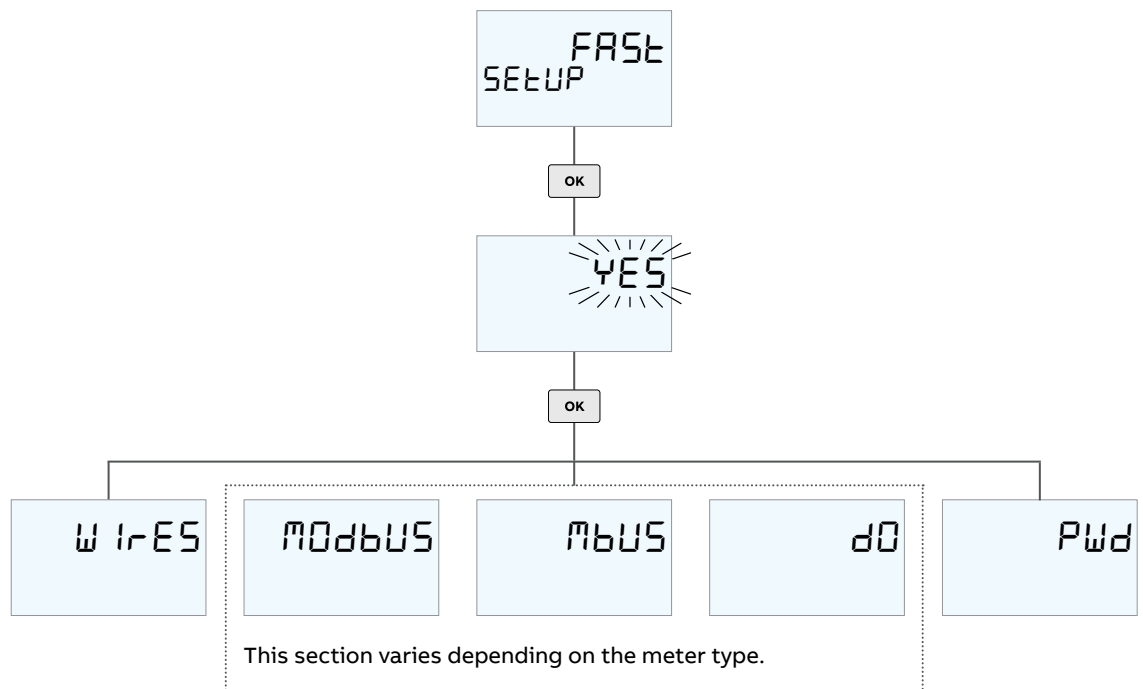 FASt
SEtUP
OK
YES
OK
WIrES
MOdbUS
MbUS
dO
PWd
This section varies depending on the meter type.